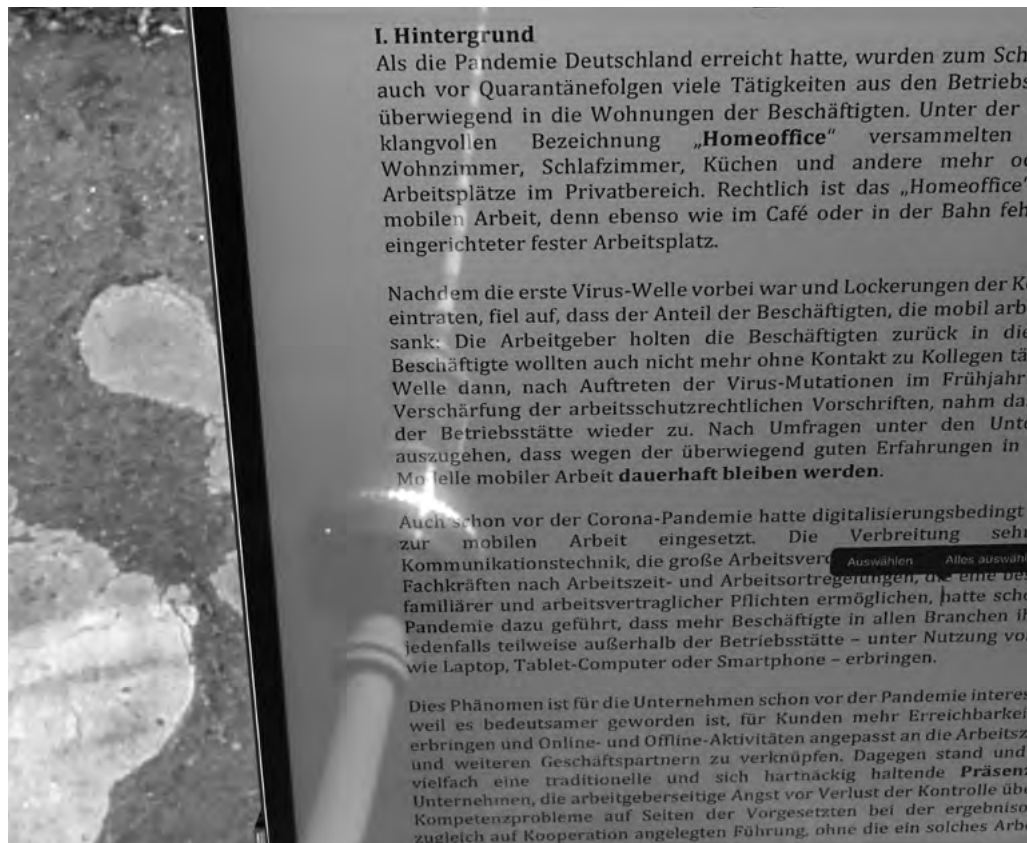 I. Hintergrund
Als die Pandemie Deutschland erreicht hatte, wurden zum Sch
auch vor Quarantänefolgen viele Tätigkeiten aus den Betriebs
überwiegend in die Wohnungen der Beschäftigten. Unter der
klangvollen Bezeichnung „Homeoffice“ versammelten
Wohnzimmer, Schlafzimmer, Küchen und andere mehr od
Arbeitsplätze im Privatbereich. Rechtlich ist das „Homeoffice“
mobilen Arbeit, denn ebenso wie im Café oder in der Bahn feh
eingerichteter fester Arbeitsplatz.
Nachdem die erste Virus-Welle vorbei war und Lockerungen der K
eintraten, fiel auf, dass der Anteil der Beschäftigten, die mobil arb
sank: Die Arbeitgeber holten die Beschäftigten zurück in die
Beschäftigte wollten auch nicht mehr ohne Kontakt zu Kollegen tä
Welle dann, nach Auftreten der Virus-Mutationen im Frühjahr
Verschärfung der arbeitsschutzrechtlichen Vorschriften, nahm da
der Betriebsstätte wieder zu. Nach Umfragen unter den Unte
auszugehen, dass wegen der überwiegend guten Erfahrungen in
Modelle mobiler Arbeit dauerhaft bleiben werden.
Auch schon vor der Corona-Pandemie hatte digitalisierungsbedingt
zur mobilen Arbeit eingesetzt. Die Verbreitung sehr
Kommunikationstechnik, die große Arbeitsverd Auswählen Alles auswäh
Fachkräften nach Arbeitszeit- und Arbeitsortregelungen, die eine bes
familiärer und arbeitsvertraglicher Pflichten ermöglichen, hatte scho
Pandemie dazu geführt, dass mehr Beschäftigte in allen Branchen ih
jedenfalls teilweise außerhalb der Betriebsstätte – unter Nutzung vo
wie Laptop, Tablet-Computer oder Smartphone – erbringen.
Dies Phänomen ist für die Unternehmen schon vor der Pandemie interes
weil es bedeutsamer geworden ist, für Kunden mehr Erreichbarkei
erbringen und Online- und Offline-Aktivitäten angepasst an die Arbeitsz
und weiteren Geschäftspartnern zu verknüpfen. Dagegen stand und
vielfach eine traditionelle und sich hartnäckig haltende Präsenz
Unternehmen, die arbeitgeberseitige Angst vor Verlust der Kontrolle übe
Kompetenzprobleme auf Seiten der Vorgesetzten bei der ergebniso
zugleich auf Kooperation angelegten Führung, ohne die ein solches Arbe